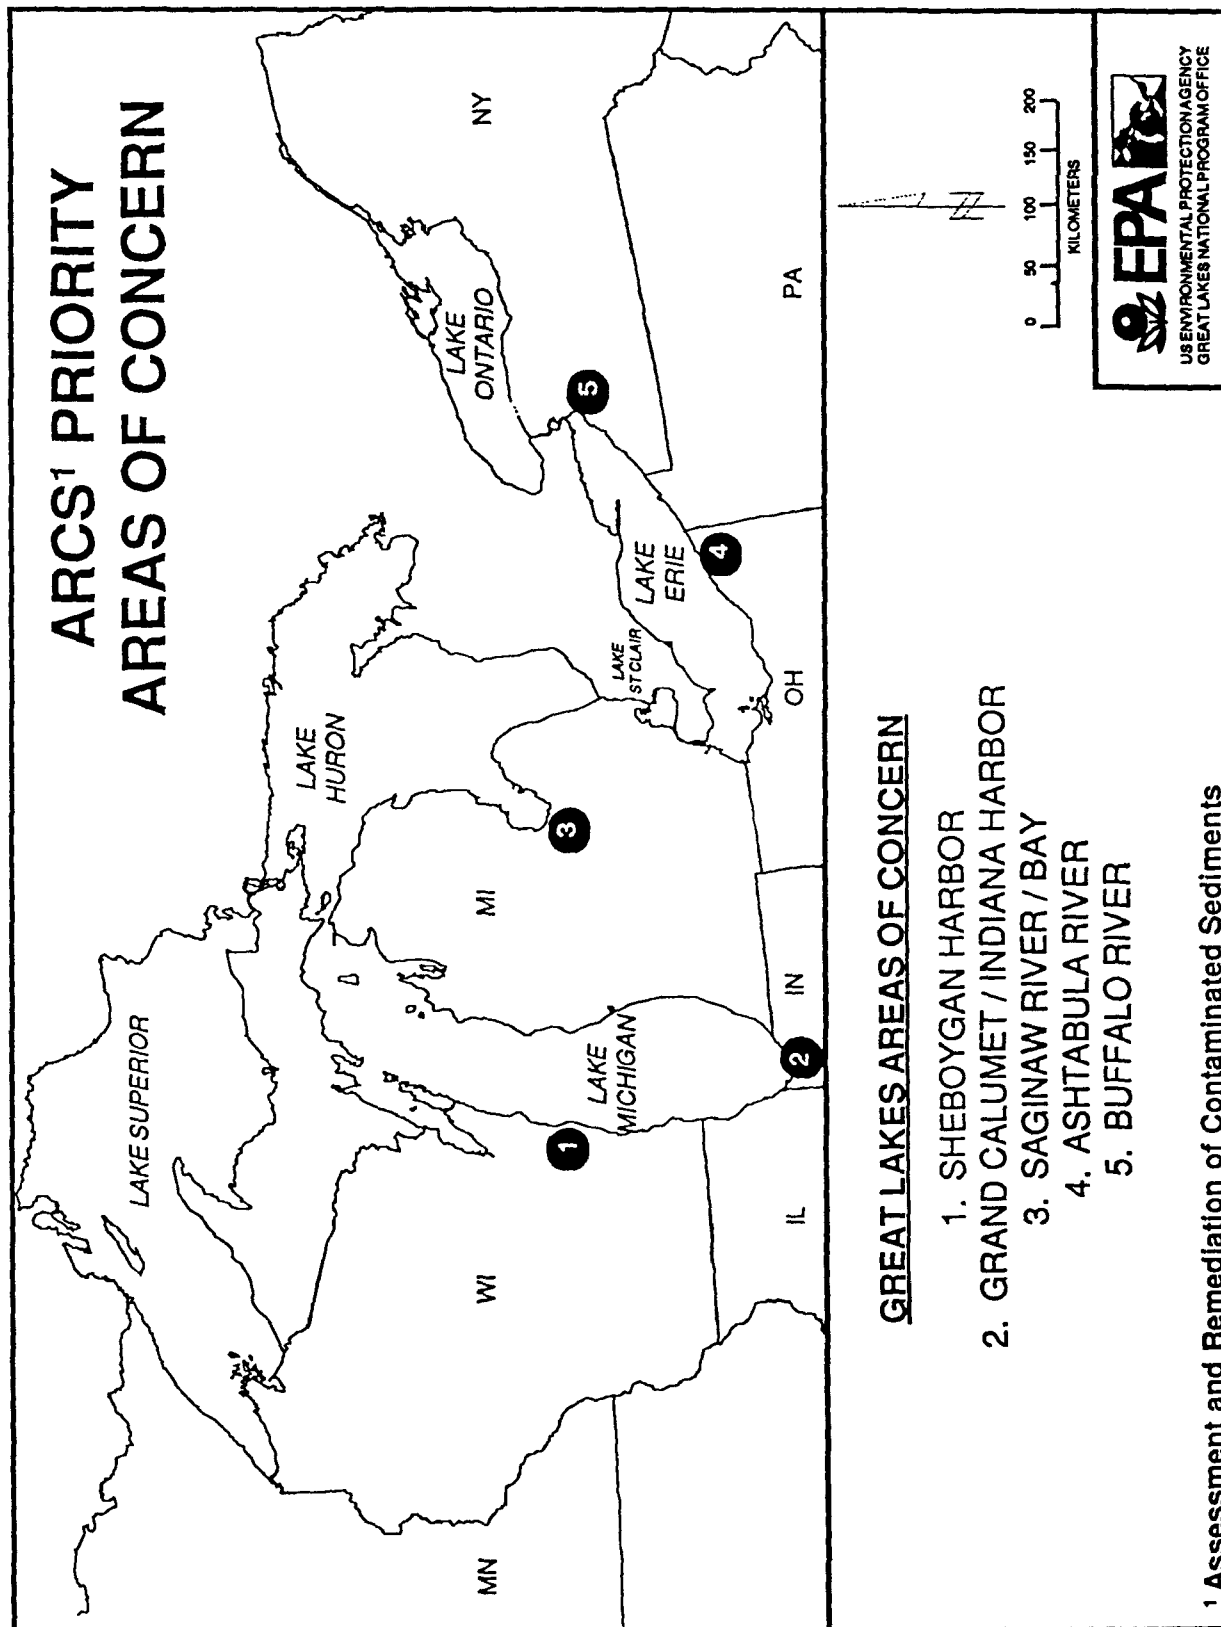 ARCS¹ PRIORITY
AREAS OF CONCERN
LAKE SUPERIOR
LAKE
HURON
LAKE
ONTARIO
NY
MN
WI
MI
1
3
5
LAKE
MICHIGAN
LAKE
ST CLAIR
LAKE
ERIE
4
2
IL
IN
OH
PA
GREAT LAKES AREAS OF CONCERN
1. SHEBOYGAN HARBOR
2. GRAND CALUMET / INDIANA HARBOR
3. SAGINAW RIVER / BAY
4. ASHTABULA RIVER
5. BUFFALO RIVER
N
0 50 100 150 200
KILOMETERS
EPA
US ENVIRONMENTAL PROTECTION AGENCY
GREAT LAKES NATIONAL PROGRAM OFFICE
¹ Assessment and Remediation of Contaminated Sediments